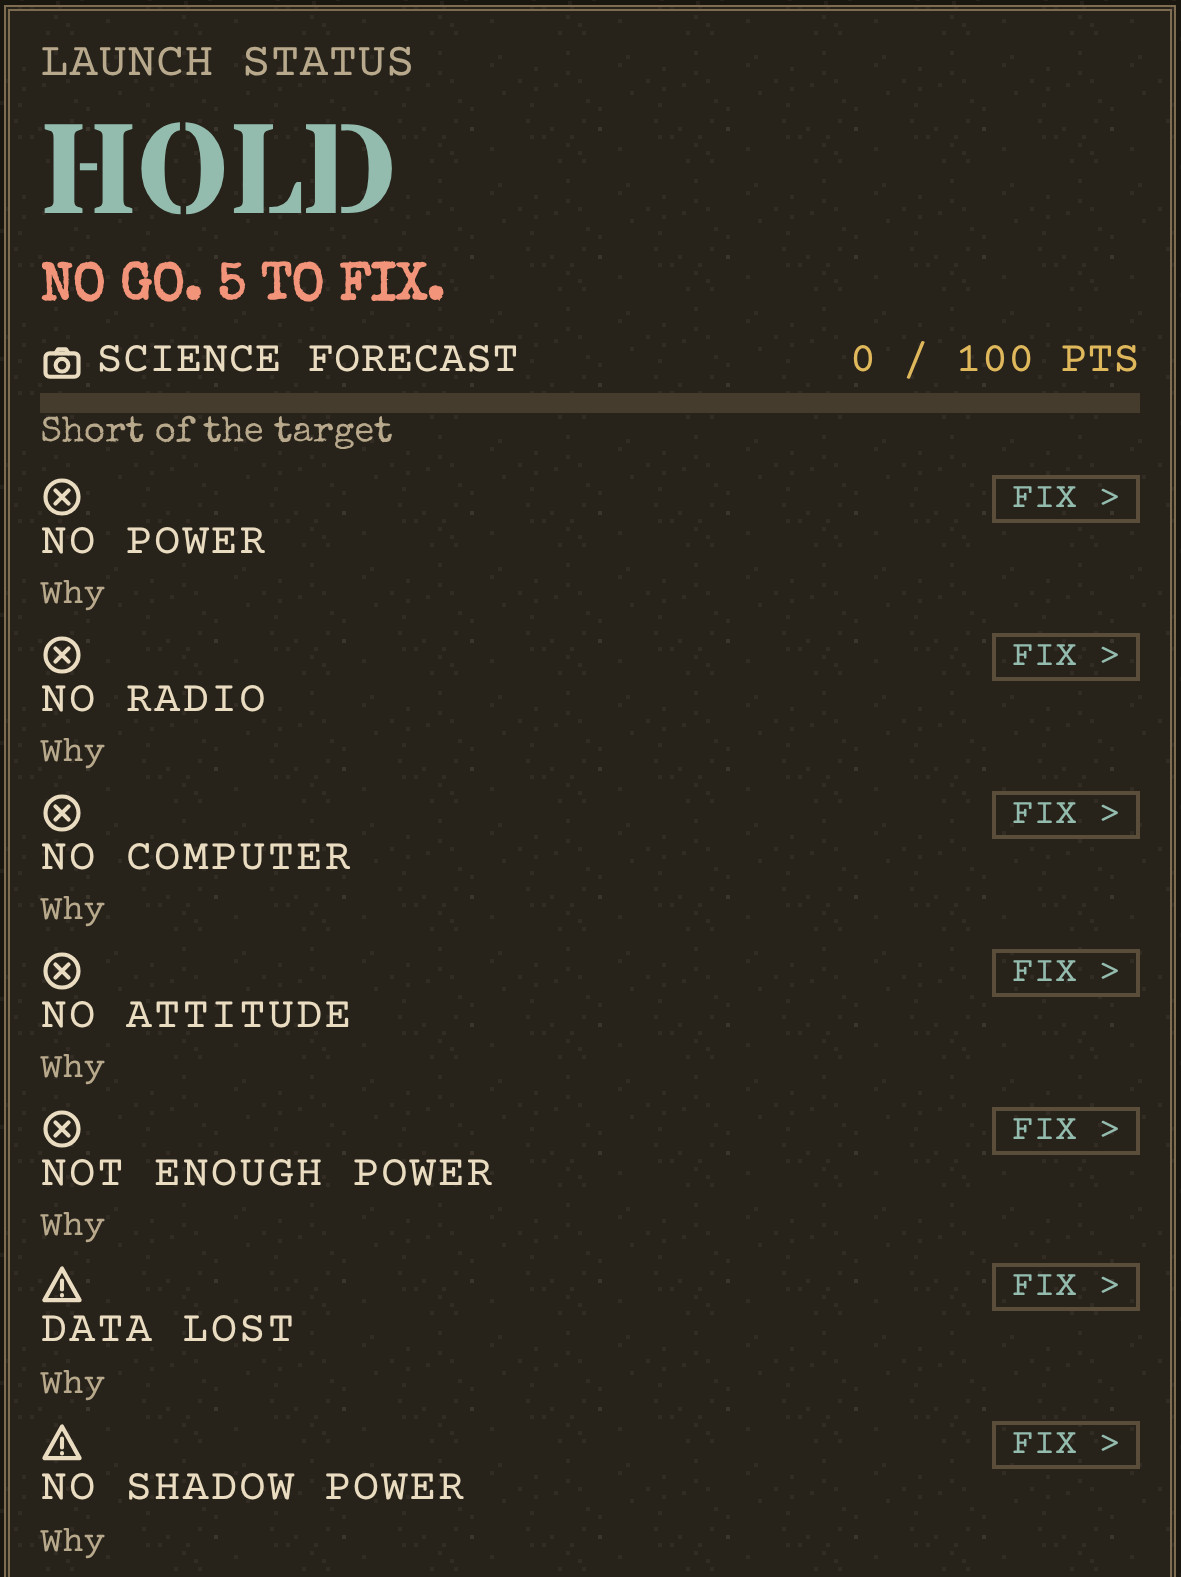 LAUNCH STATUS
HOLD
NO GO. 5 TO FIX.
SCIENCE FORECAST 0 / 100 PTS
Short of the target
FIX >
NO POWER
Why
FIX >
NO RADIO
Why
FIX >
NO COMPUTER
Why
FIX >
NO ATTITUDE
Why
FIX >
NOT ENOUGH POWER
Why
FIX >
DATA LOST
Why
FIX >
NO SHADOW POWER
Why